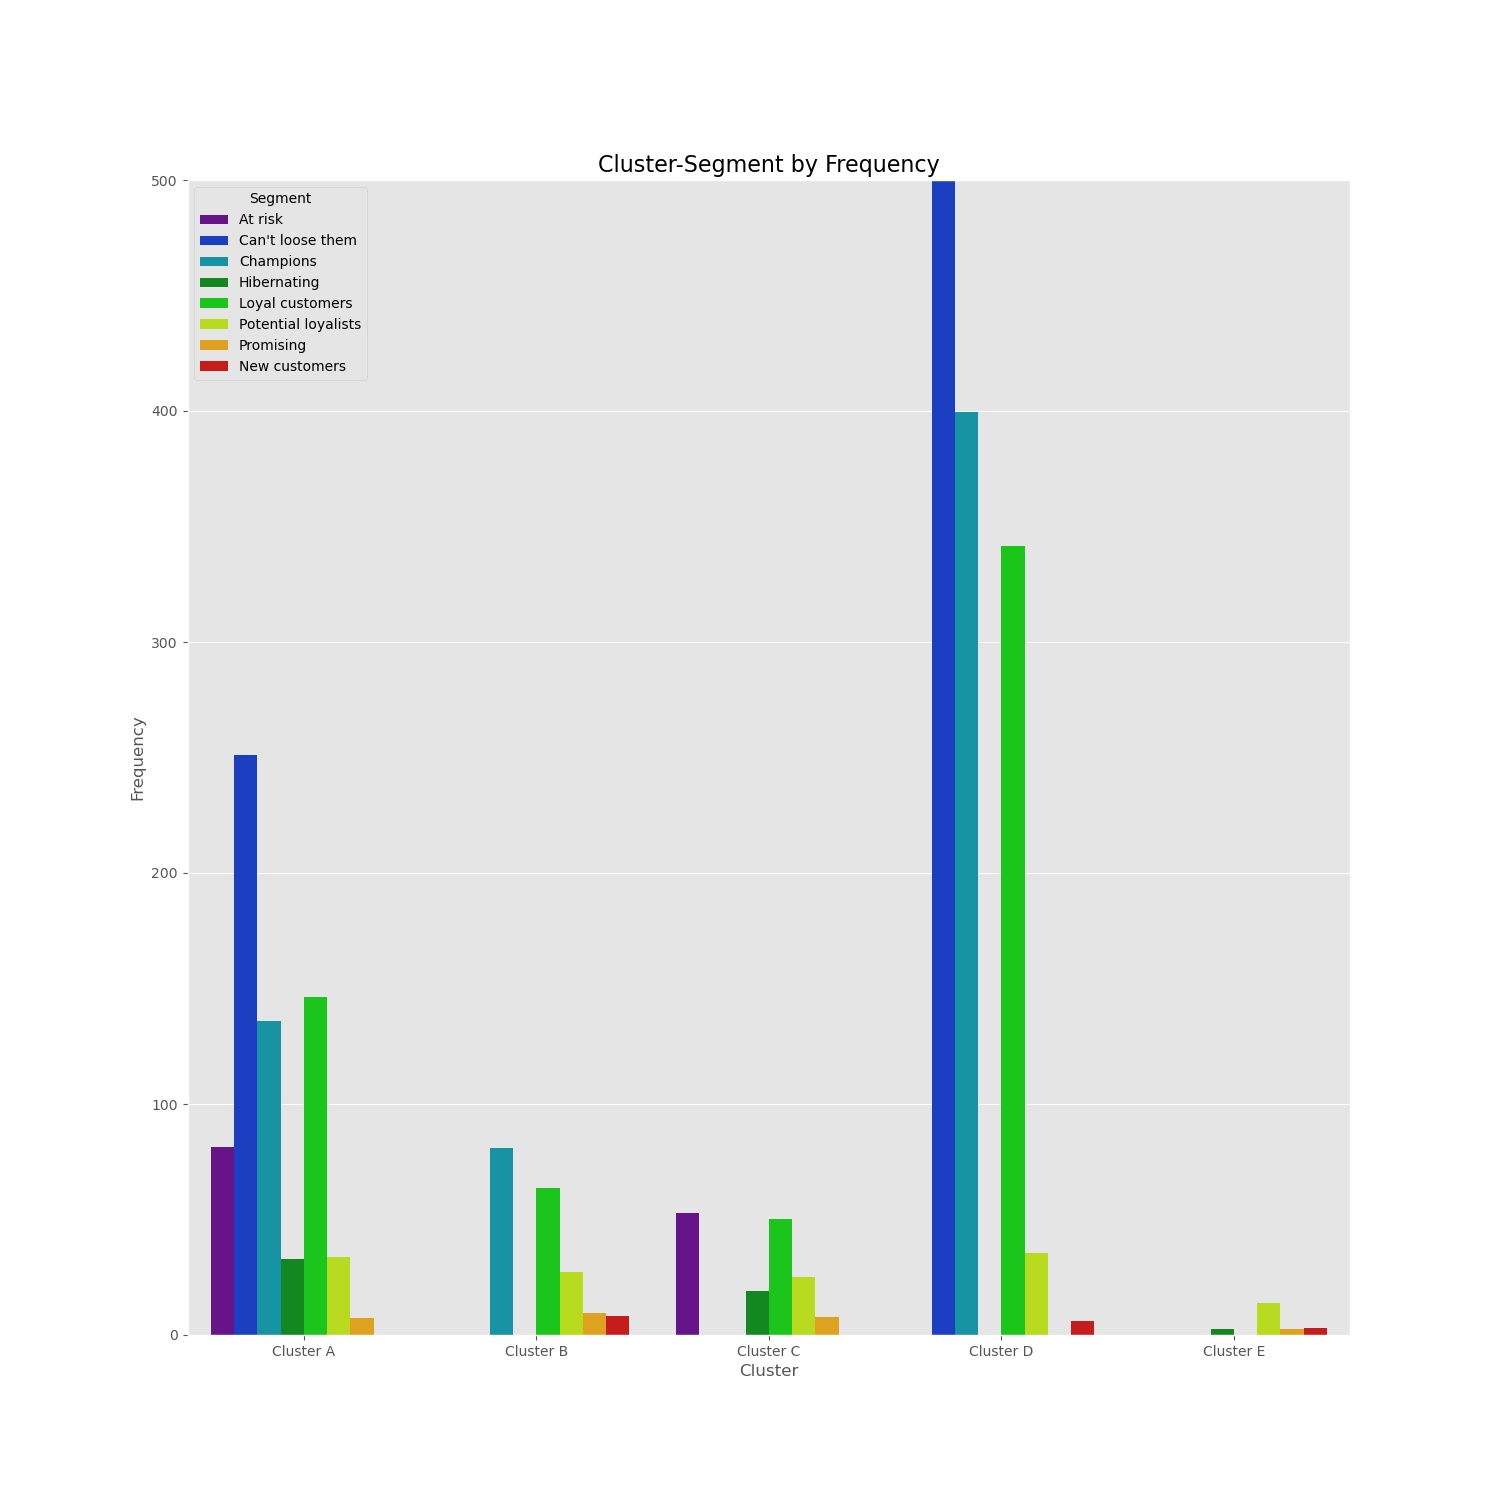 Cluster-Segment by Frequency
500
400
300
200
100
0
Frequency
Segment
At risk
Can't loose them
Champions
Hibernating
Loyal customers
Potential loyalists
Promising
New customers
Cluster A
Cluster B
Cluster C
Cluster D
Cluster E
Cluster